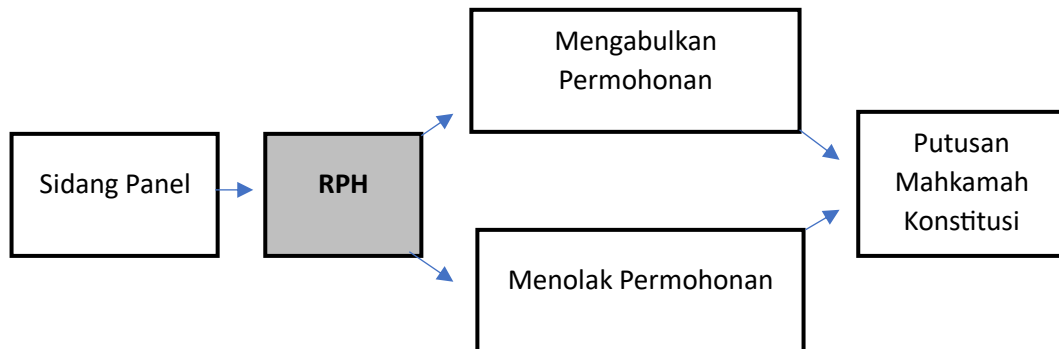 Sidang Panel
RPH
Mengabulkan
Permohonan
Menolak Permohonan
Putusan
Mahkamah
Konstitusi